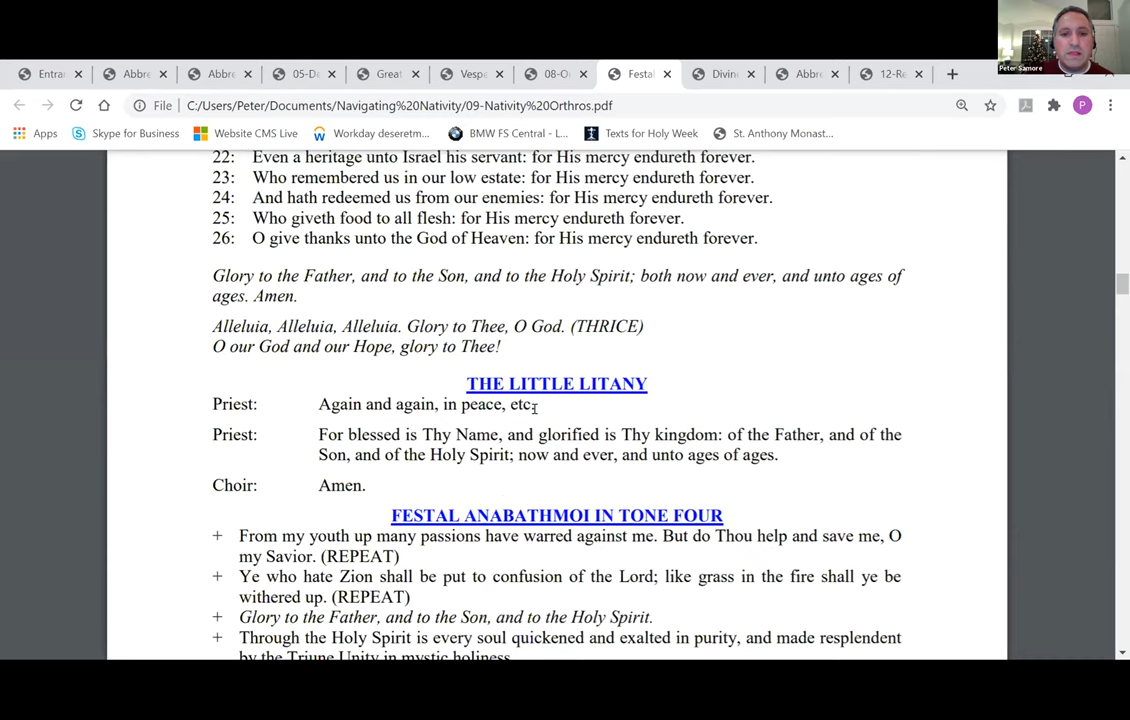 Peter Samore
Entra
Abbre
Abbre
05-De
Great
Vespe
08-O
Festal
Divin
Abbre
12-Re
File
C:/Users/Peter/Documents/Navigating%20Nativity/09-Nativity%20Orthros.pdf
P
Apps
Skype for Business
Website CMS Live
Workday deseretm...
BMW FS Central - L...
Texts for Holy Week
St. Anthony Monast...
22: Even a heritage unto Israel his servant: for His mercy endureth forever.
23: Who remembered us in our low estate: for His mercy endureth forever.
24: And hath redeemed us from our enemies: for His mercy endureth forever.
25: Who giveth food to all flesh: for His mercy endureth forever.
26: O give thanks unto the God of Heaven: for His mercy endureth forever.
Glory to the Father, and to the Son, and to the Holy Spirit; both now and ever, and unto ages of
ages. Amen.
Alleluia, Alleluia, Alleluia. Glory to Thee, O God. (THRICE)
O our God and our Hope, glory to Thee!
THE LITTLE LITANY
Priest: Again and again, in peace, etc.
Priest: For blessed is Thy Name, and glorified is Thy kingdom: of the Father, and of the
Son, and of the Holy Spirit; now and ever, and unto ages of ages.
Choir: Amen.
FESTAL ANABATHMOI IN TONE FOUR
+ From my youth up many passions have warred against me. But do Thou help and save me, O
my Savior. (REPEAT)
+ Ye who hate Zion shall be put to confusion of the Lord; like grass in the fire shall ye be
withered up. (REPEAT)
+ Glory to the Father, and to the Son, and to the Holy Spirit.
+ Through the Holy Spirit is every soul quickened and exalted in purity, and made resplendent
by the Triune Unity in mystic holiness.